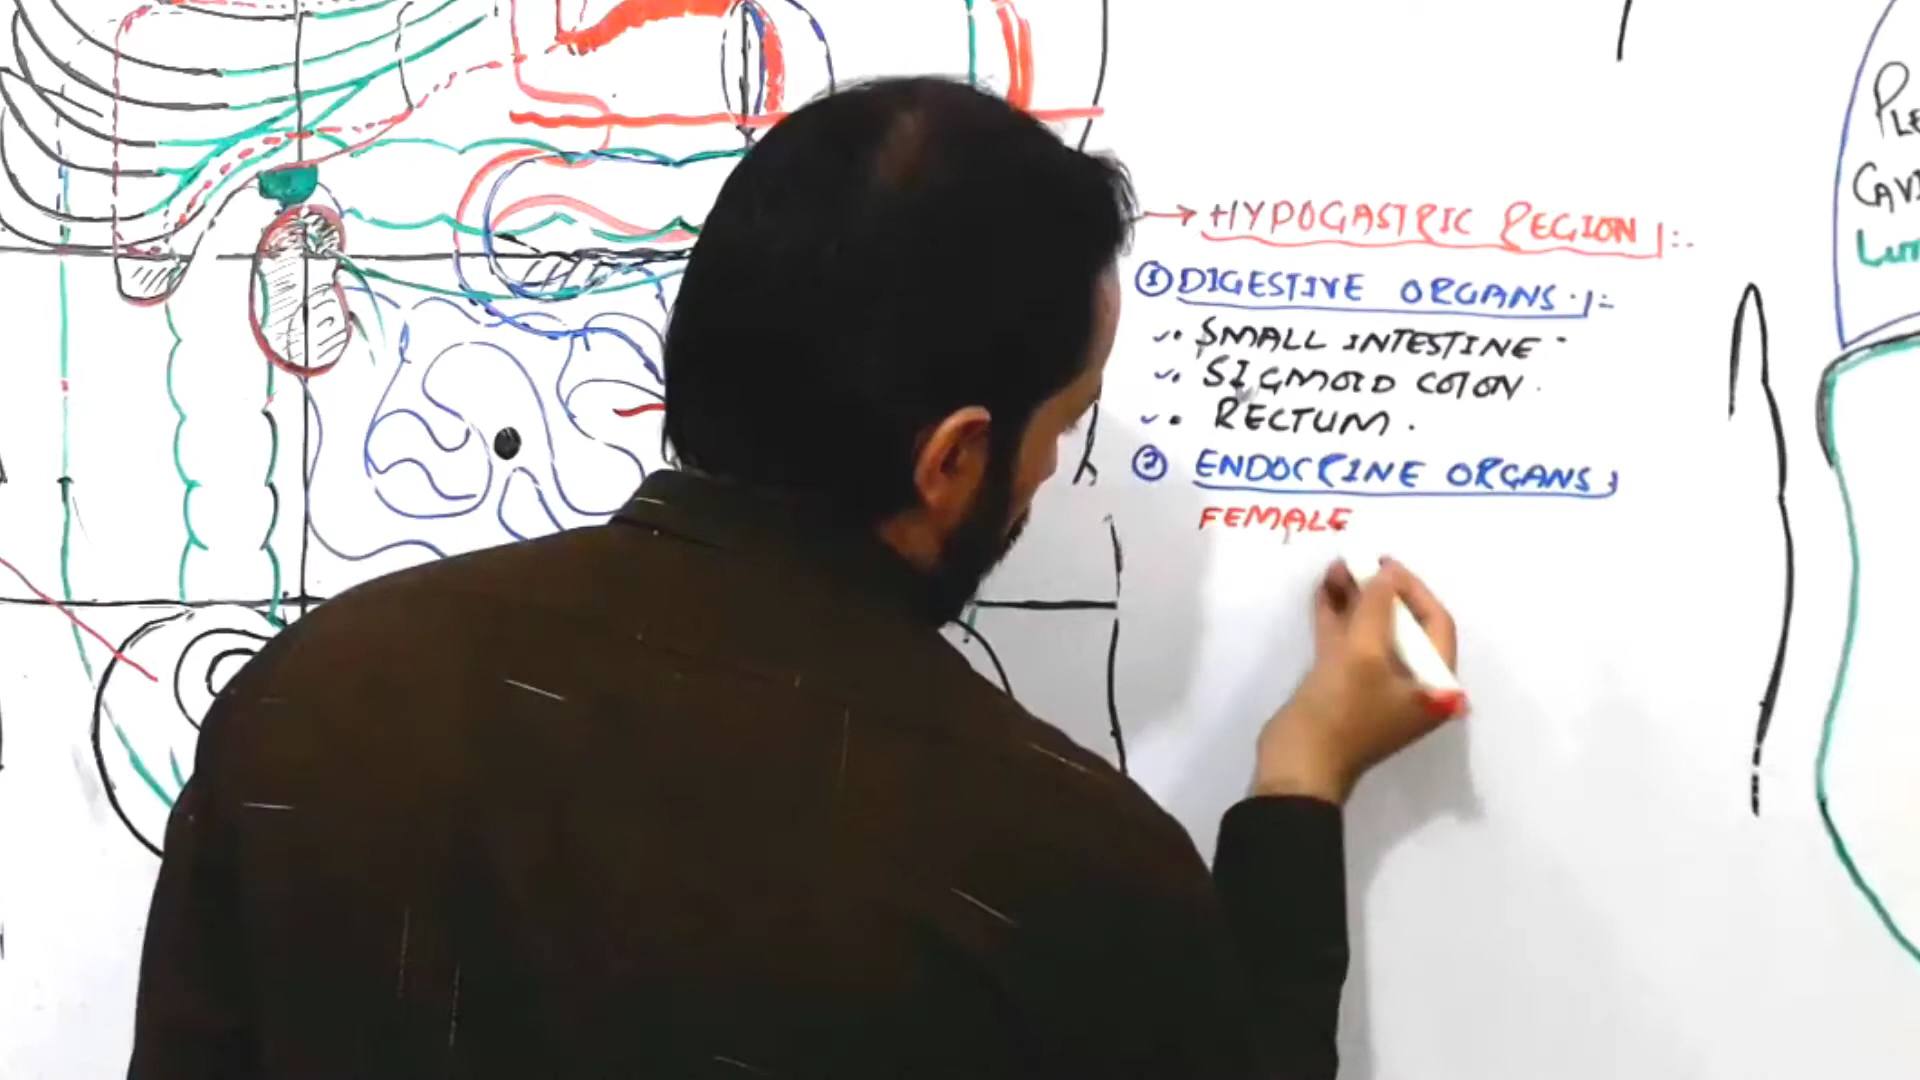 → HYPOGASTRIC REGION :-
① DIGESTIVE ORGANS :-
• SMALL INTESTINE
• SIGMOID COLON.
• RECTUM.
② ENDOCRINE ORGANS
FEMALE